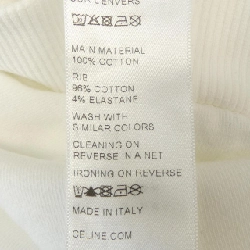 MAIN MATERIAL
100% COTTON
RIB
96% COTTON
4% ELASTANE
WASH WITH
SIMILAR COLORS
CLEANING ON
REVERSE IN A NET
IRONING ON REVERSE
MADE IN ITALY
CELINE.COM